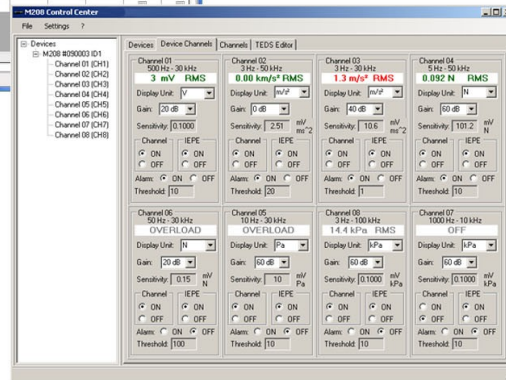 M208 Control Center
File Settings ?
Devices
M208 #090003 ID1
Channel 01 (CH1)
Channel 02 (CH2)
Channel 03 (CH3)
Channel 04 (CH4)
Channel 05 (CH5)
Channel 06 (CH6)
Channel 07 (CH7)
Channel 08 (CH8)
Devices Device Channels Channels TEDS Editor
Channel 01
500 Hz - 30 kHz
3 mV RMS
Display Unit: V
Gain: 20 dB
Sensitivity: 0.1000
Channel IEPE
ON ON
OFF OFF
Alarm: ON OFF
Threshold: 10
Channel 02
3 Hz - 50 kHz
0.00 km/s² RMS
Display Unit: m/s²
Gain: 0 dB
Sensitivity: 2.51 mV ms^2
Channel IEPE
ON ON
OFF OFF
Alarm: ON OFF
Threshold: 20
Channel 03
3 Hz - 30 kHz
1.3 m/s² RMS
Display Unit: m/s²
Gain: 40 dB
Sensitivity: 10.6 mV ms^2
Channel IEPE
ON ON
OFF OFF
Alarm: ON OFF
Threshold: 1
Channel 04
5 Hz - 50 kHz
0.092 N RMS
Display Unit: N
Gain: 60 dB
Sensitivity: 101.2 mV N
Channel IEPE
ON ON
OFF OFF
Alarm: ON OFF
Threshold: 10
Channel 06
50 Hz - 30 kHz
OVERLOAD
Display Unit: N
Gain: 20 dB
Sensitivity: 0.15 mV N
Channel IEPE
ON ON
OFF OFF
Alarm: ON OFF
Threshold: 100
Channel 05
10 Hz - 30 kHz
OVERLOAD
Display Unit: Pa
Gain: 60 dB
Sensitivity: 10 mV Pa
Channel IEPE
ON ON
OFF OFF
Alarm: ON OFF
Threshold: 10
Channel 08
3 Hz - 100 kHz
14.4 kPa RMS
Display Unit: kPa
Gain: 60 dB
Sensitivity: 0.1000 mV kPa
Channel IEPE
ON ON
OFF OFF
Alarm: ON OFF
Threshold: 10
Channel 07
1000 Hz - 10 kHz
OFF
Display Unit: kPa
Gain: 60 dB
Sensitivity: 0.1000 mV kPa
Channel IEPE
ON ON
OFF OFF
Alarm: ON OFF
Threshold: 10